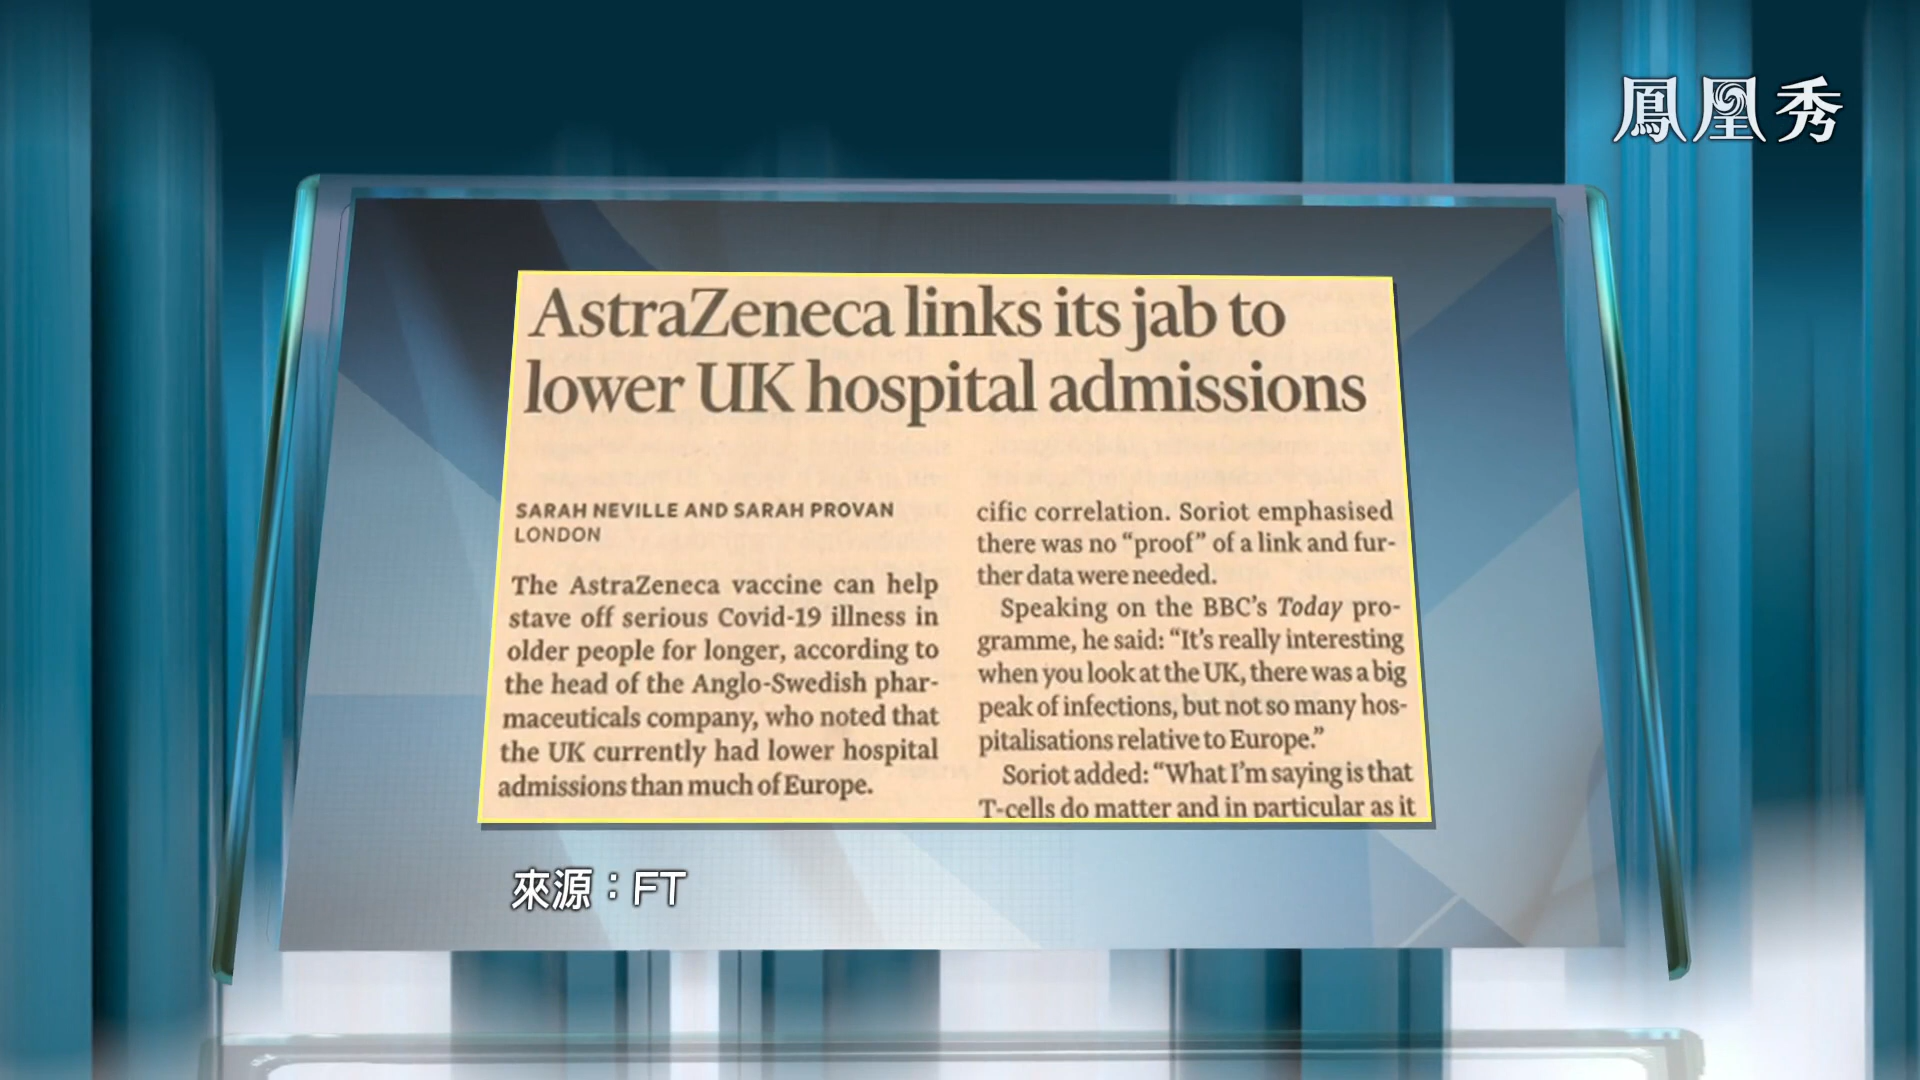 鳳凰秀
AstraZeneca links its jab to
lower UK hospital admissions
SARAH NEVILLE AND SARAH PROVAN
LONDON
The AstraZeneca vaccine can help
stave off serious Covid-19 illness in
older people for longer, according to
the head of the Anglo-Swedish phar-
maceuticals company, who noted that
the UK currently had lower hospital
admissions than much of Europe.
cific correlation. Soriot emphasised
there was no “proof” of a link and fur-
ther data were needed.
Speaking on the BBC’s Today pro-
gramme, he said: “It’s really interesting
when you look at the UK, there was a big
peak of infections, but not so many hos-
pitalisations relative to Europe.”
Soriot added: “What I’m saying is that
T-cells do matter and in particular as it
來源：FT